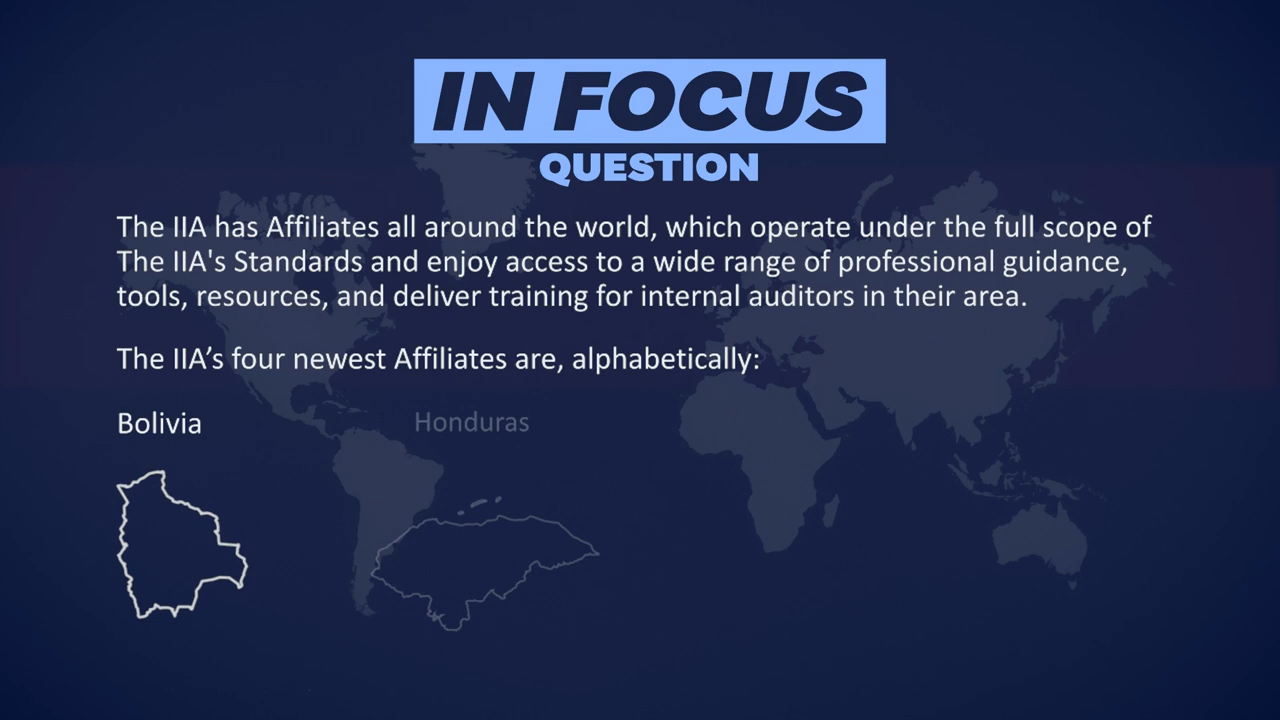 IN FOCUS
QUESTION
The IIA has Affiliates all around the world, which operate under the full scope of
The IIA's Standards and enjoy access to a wide range of professional guidance,
tools, resources, and deliver training for internal auditors in their area.
The IIA’s four newest Affiliates are, alphabetically:
Bolivia Honduras